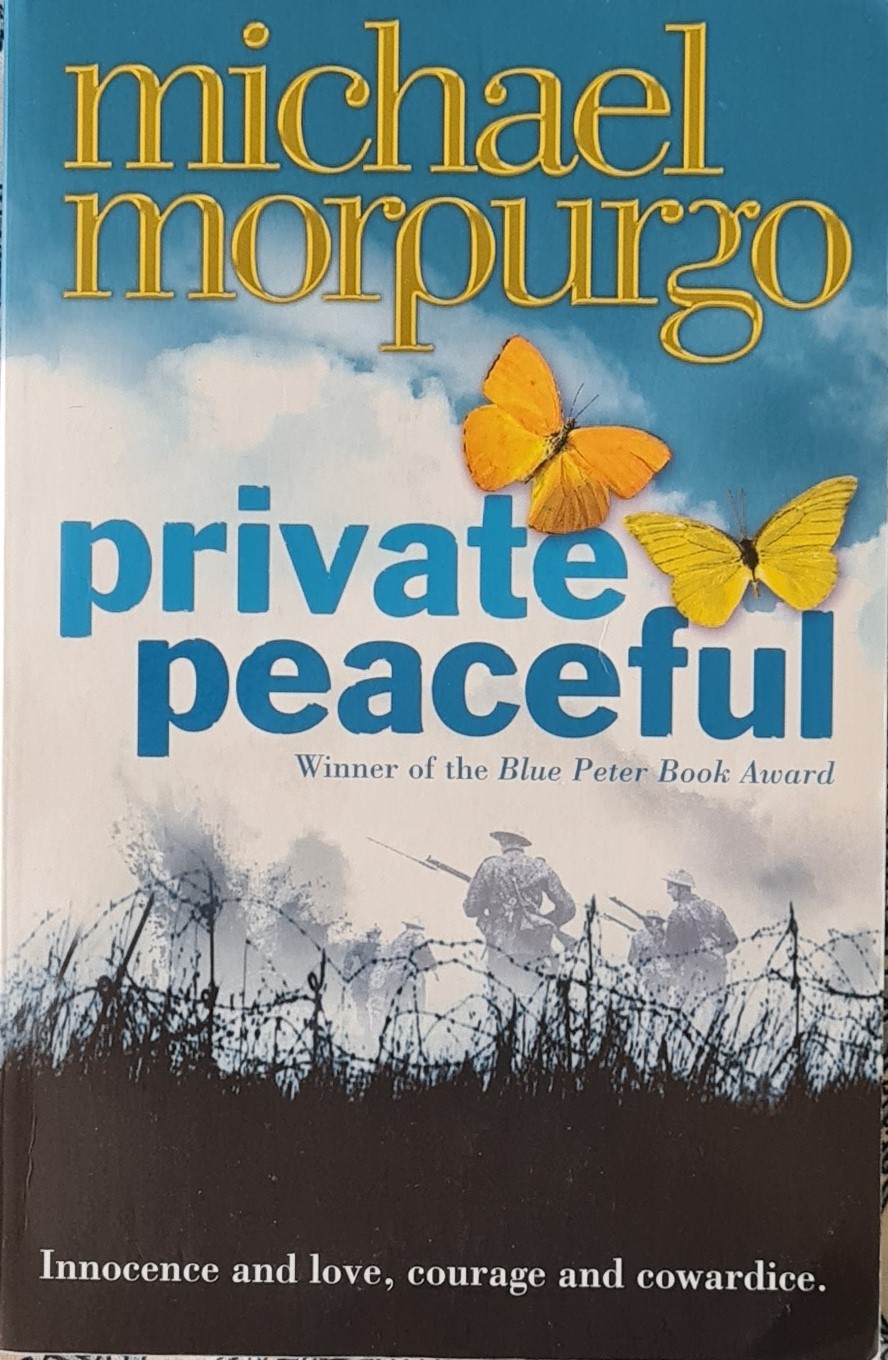 michael
morpurgo
private
peaceful
Winner of the Blue Peter Book Award
Innocence and love, courage and cowardice.